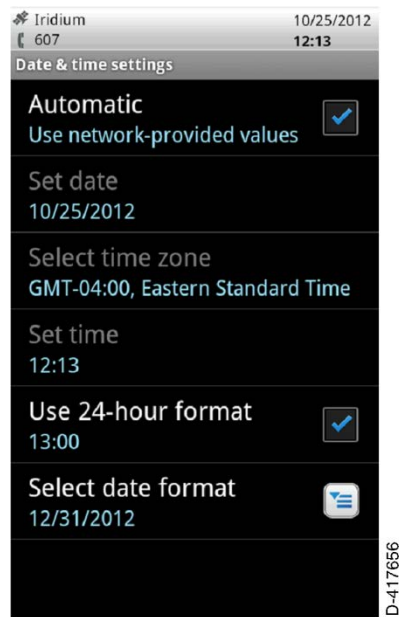 Iridium 10/25/2012
607 12:13
Date & time settings
Automatic
Use network-provided values
Set date
10/25/2012
Select time zone
GMT-04:00, Eastern Standard Time
Set time
12:13
Use 24-hour format
13:00
Select date format
12/31/2012
D-417656